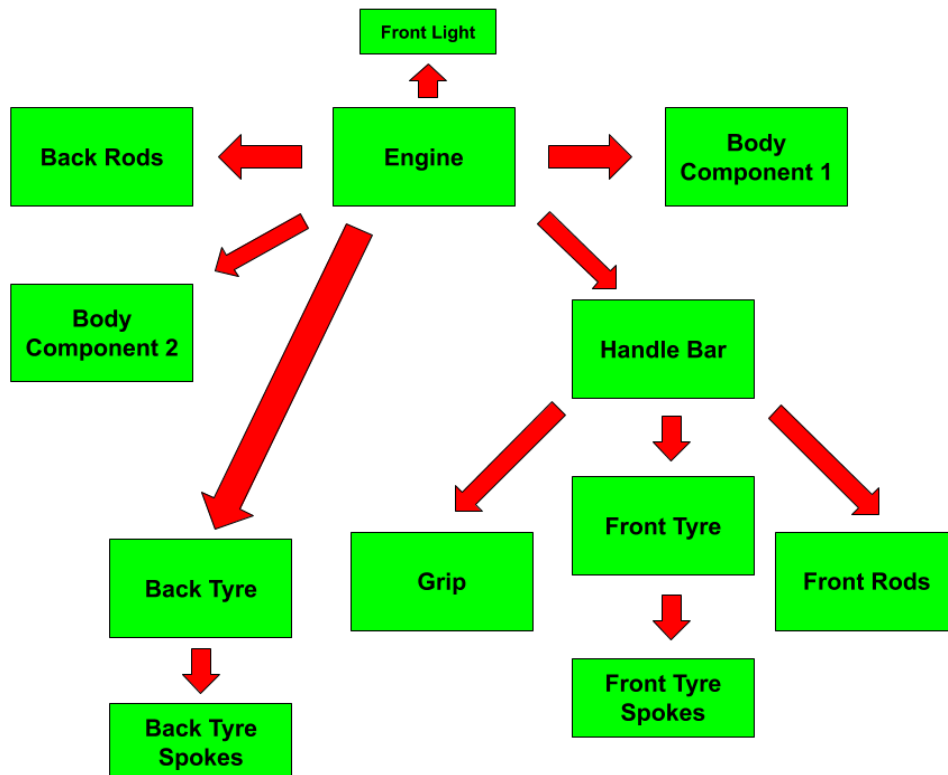 Front Light
Back Rods
Engine
Body
Component 1
Body
Component 2
Handle Bar
Front Tyre
Back Tyre
Grip
Front Rods
Front Tyre
Spokes
Back Tyre
Spokes